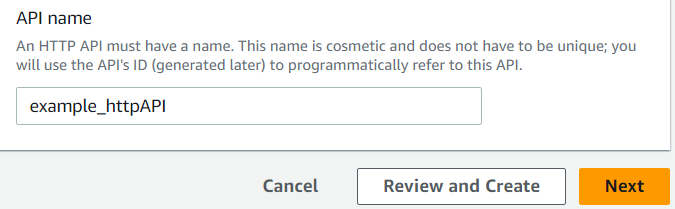 API name
An HTTP API must have a name. This name is cosmetic and does not have to be unique; you
will use the API's ID (generated later) to programmatically refer to this API.
example_httpAPI
Cancel
Review and Create
Next